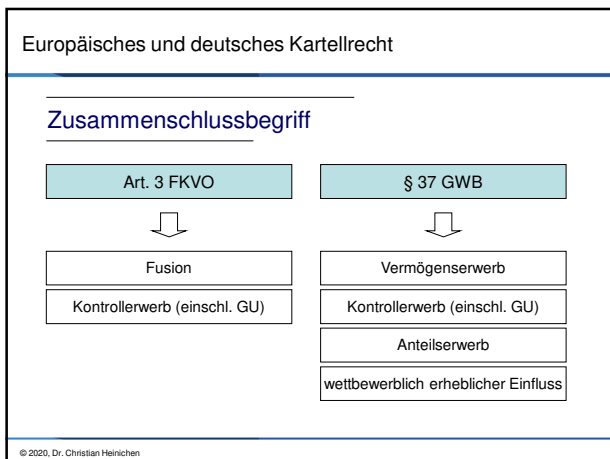 Europäisches und deutsches Kartellrecht
Zusammenschlussbegriff
Art. 3 FKVO
§ 37 GWB
Fusion
Vermögenserwerb
Kontrollerwerb (einschl. GU)
Kontrollerwerb (einschl. GU)
Anteilserwerb
wettbewerblich erheblicher Einfluss
© 2020, Dr. Christian Heinichen